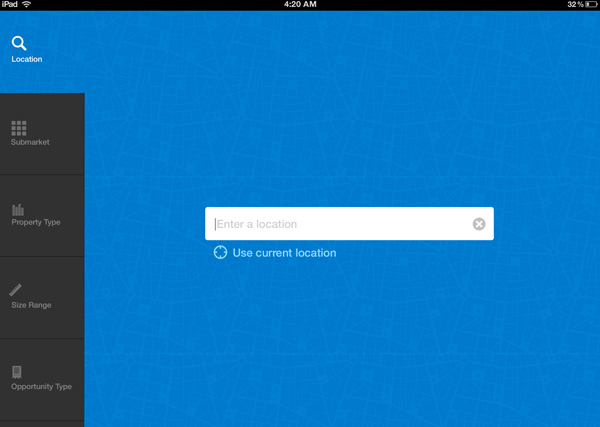 iPad 4:20 AM 32%
Location
Submarket
Property Type
Size Range
Opportunity Type
Enter a location
Use current location